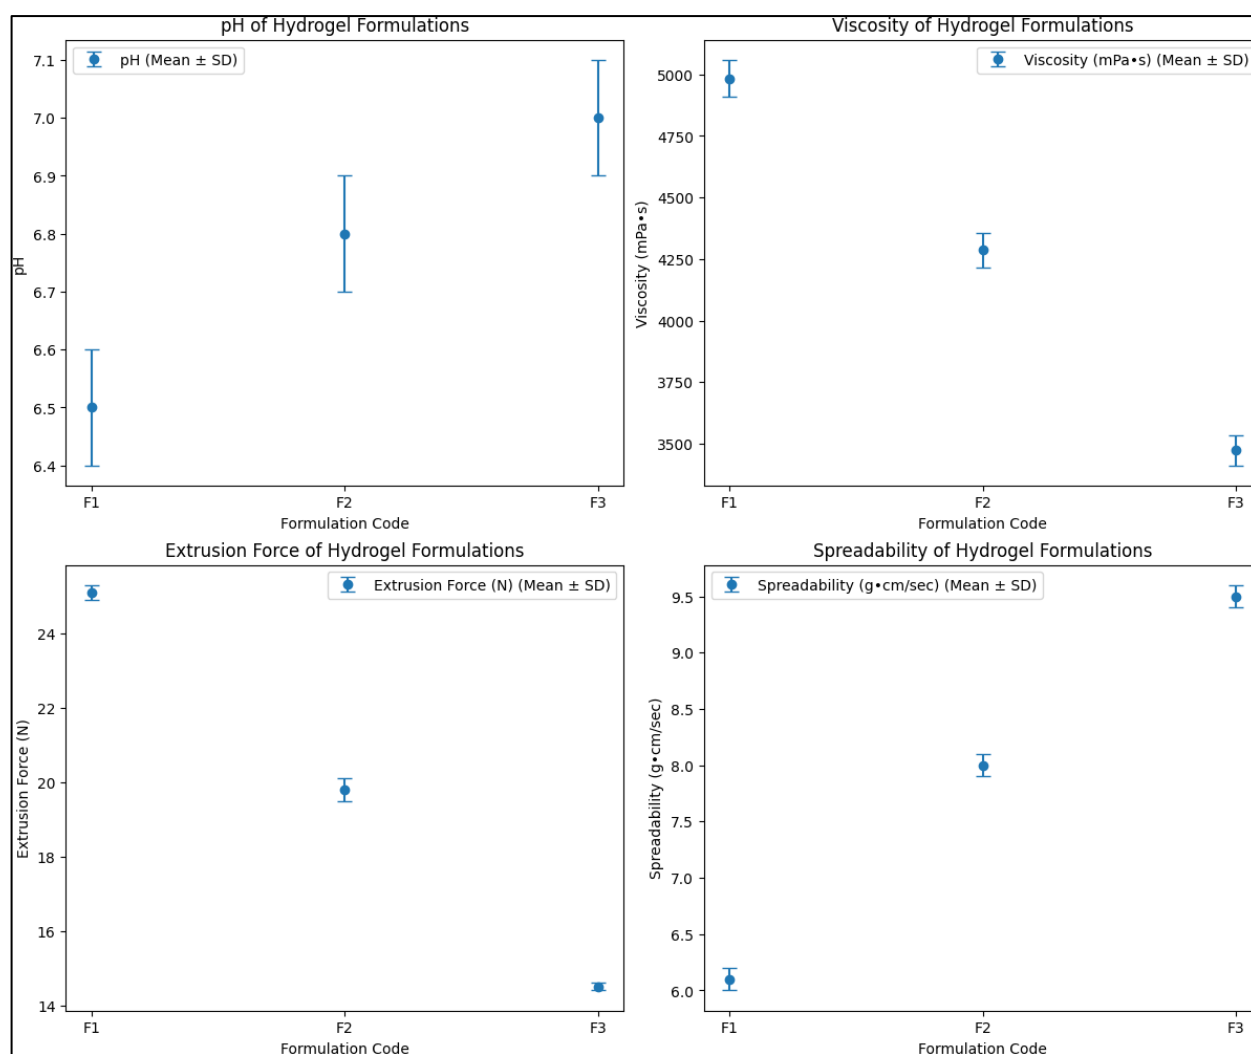 pH of Hydrogel Formulations
pH (Mean ± SD)
7.1
7.0
6.9
6.8
6.7
6.6
6.5
6.4
pH
F1 F2 F3
Formulation Code
Viscosity of Hydrogel Formulations
Viscosity (mPa•s) (Mean ± SD)
5000
4750
4500
4250
4000
3750
3500
Viscosity (mPa•s)
F1 F2 F3
Formulation Code
Extrusion Force of Hydrogel Formulations
Extrusion Force (N) (Mean ± SD)
24
22
20
18
16
14
Extrusion Force (N)
F1 F2 F3
Formulation Code
Spreadability of Hydrogel Formulations
Spreadability (g•cm/sec) (Mean ± SD)
9.5
9.0
8.5
8.0
7.5
7.0
6.5
6.0
Spreadability (g•cm/sec)
F1 F2 F3
Formulation Code